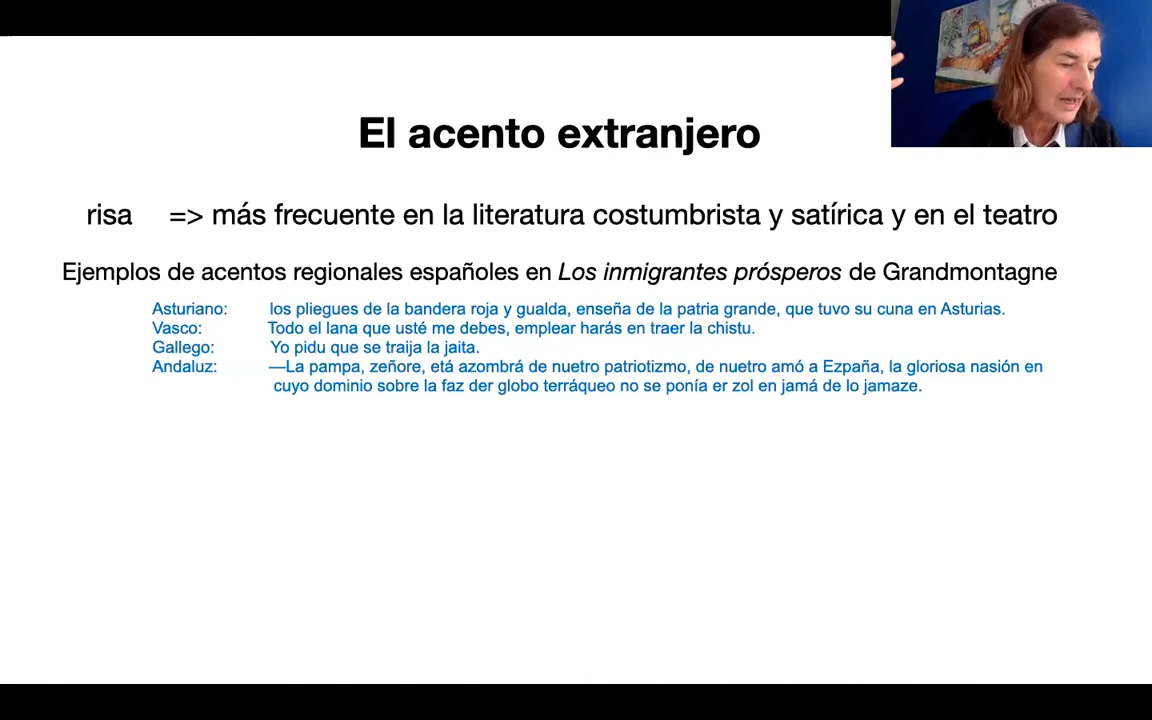 El acento extranjero
risa => más frecuente en la literatura costumbrista y satírica y en el teatro
Ejemplos de acentos regionales españoles en Los inmigrantes prósperos de Grandmontagne
Asturiano: los pliegues de la bandera roja y gualda, enseña de la patria grande, que tuvo su cuna en Asturias.
Vasco: Todo el lana que usté me debes, emplear harás en traer la chistu.
Gallego: Yo pidu que se traija la jaita.
Andaluz: —La pampa, zeñore, etá azombrá de nuetro patriotizmo, de nuetro amó a Ezpaña, la gloriosa nasión en
cuyo dominio sobre la faz der globo terráqueo no se ponía er zol en jamá de lo jamaze.